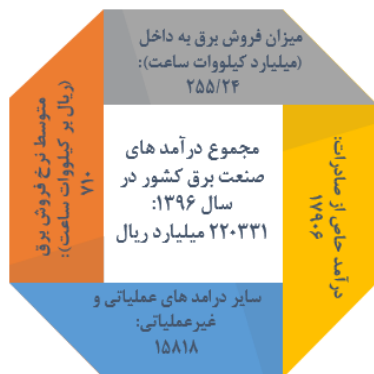 میزان فروش برق به داخل
(میلیارد کیلووات ساعت):
۲۵۵/۲۴
متوسط نرخ فروش برق
(ریال بر کیلووات ساعت):
۷۱۰
مجموع درآمد های
صنعت برق کشور در
سال ۱۳۹۶:
۲۲۰۳۳۱ میلیارد ریال
درآمد حاص از صادرات:
۱۷۹۰۶
سایر درامد های عملیاتی و
غیرعملیاتی:
۱۵۸۱۸